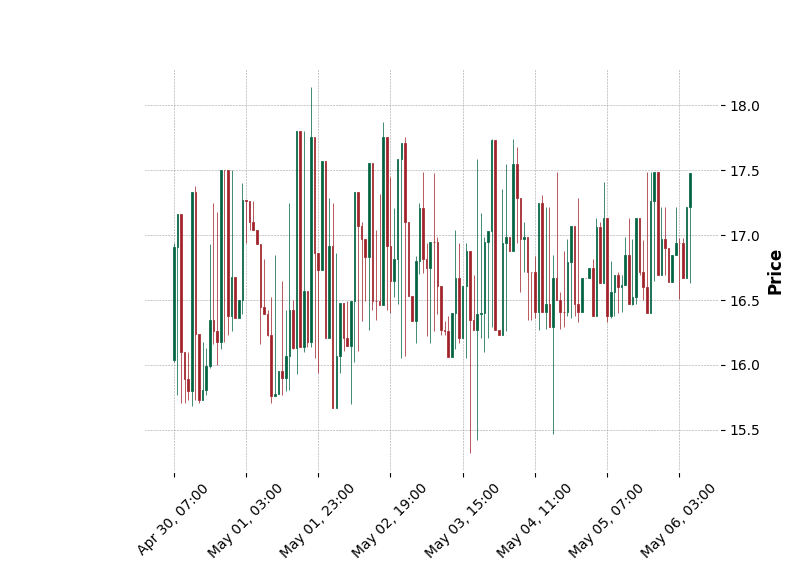 18.0
17.5
17.0
16.5
16.0
15.5
Price
Apr 30, 07:00
May 01, 03:00
May 01, 23:00
May 02, 19:00
May 03, 15:00
May 04, 11:00
May 05, 07:00
May 06, 03:00